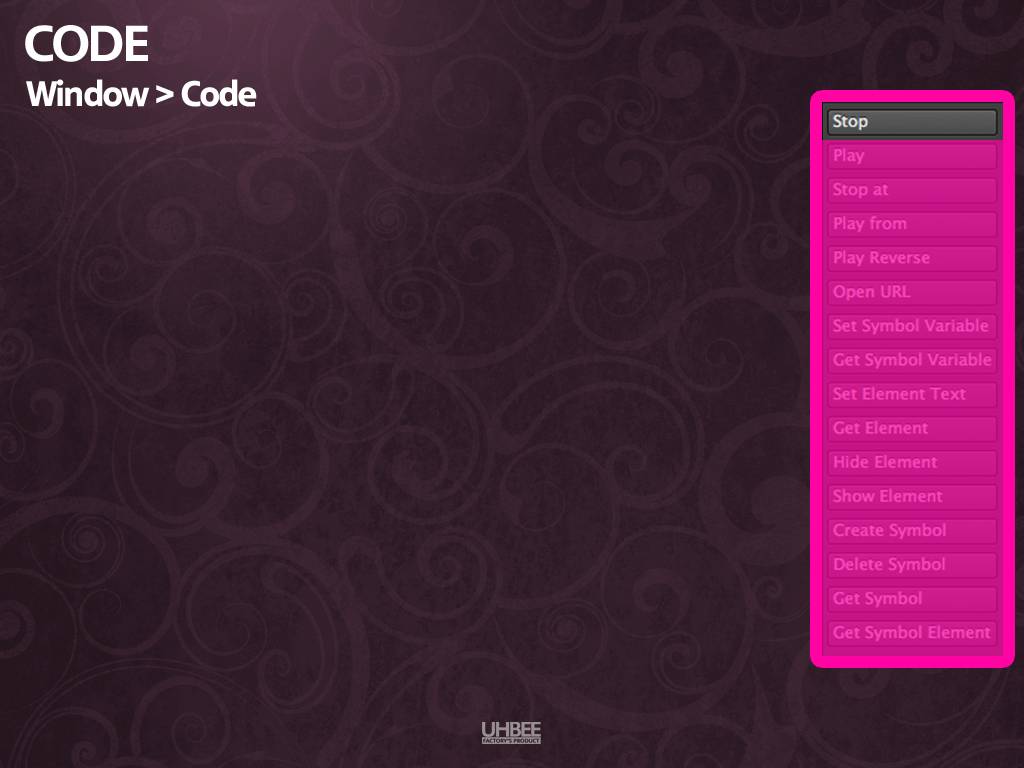 CODE
Window > Code
Stop
Play
Stop at
Play from
Play Reverse
Open URL
Set Symbol Variable
Get Symbol Variable
Set Element Text
Get Element
Hide Element
Show Element
Create Symbol
Delete Symbol
Get Symbol
Get Symbol Element
UHBEE
FACTORY'S PRODUCT